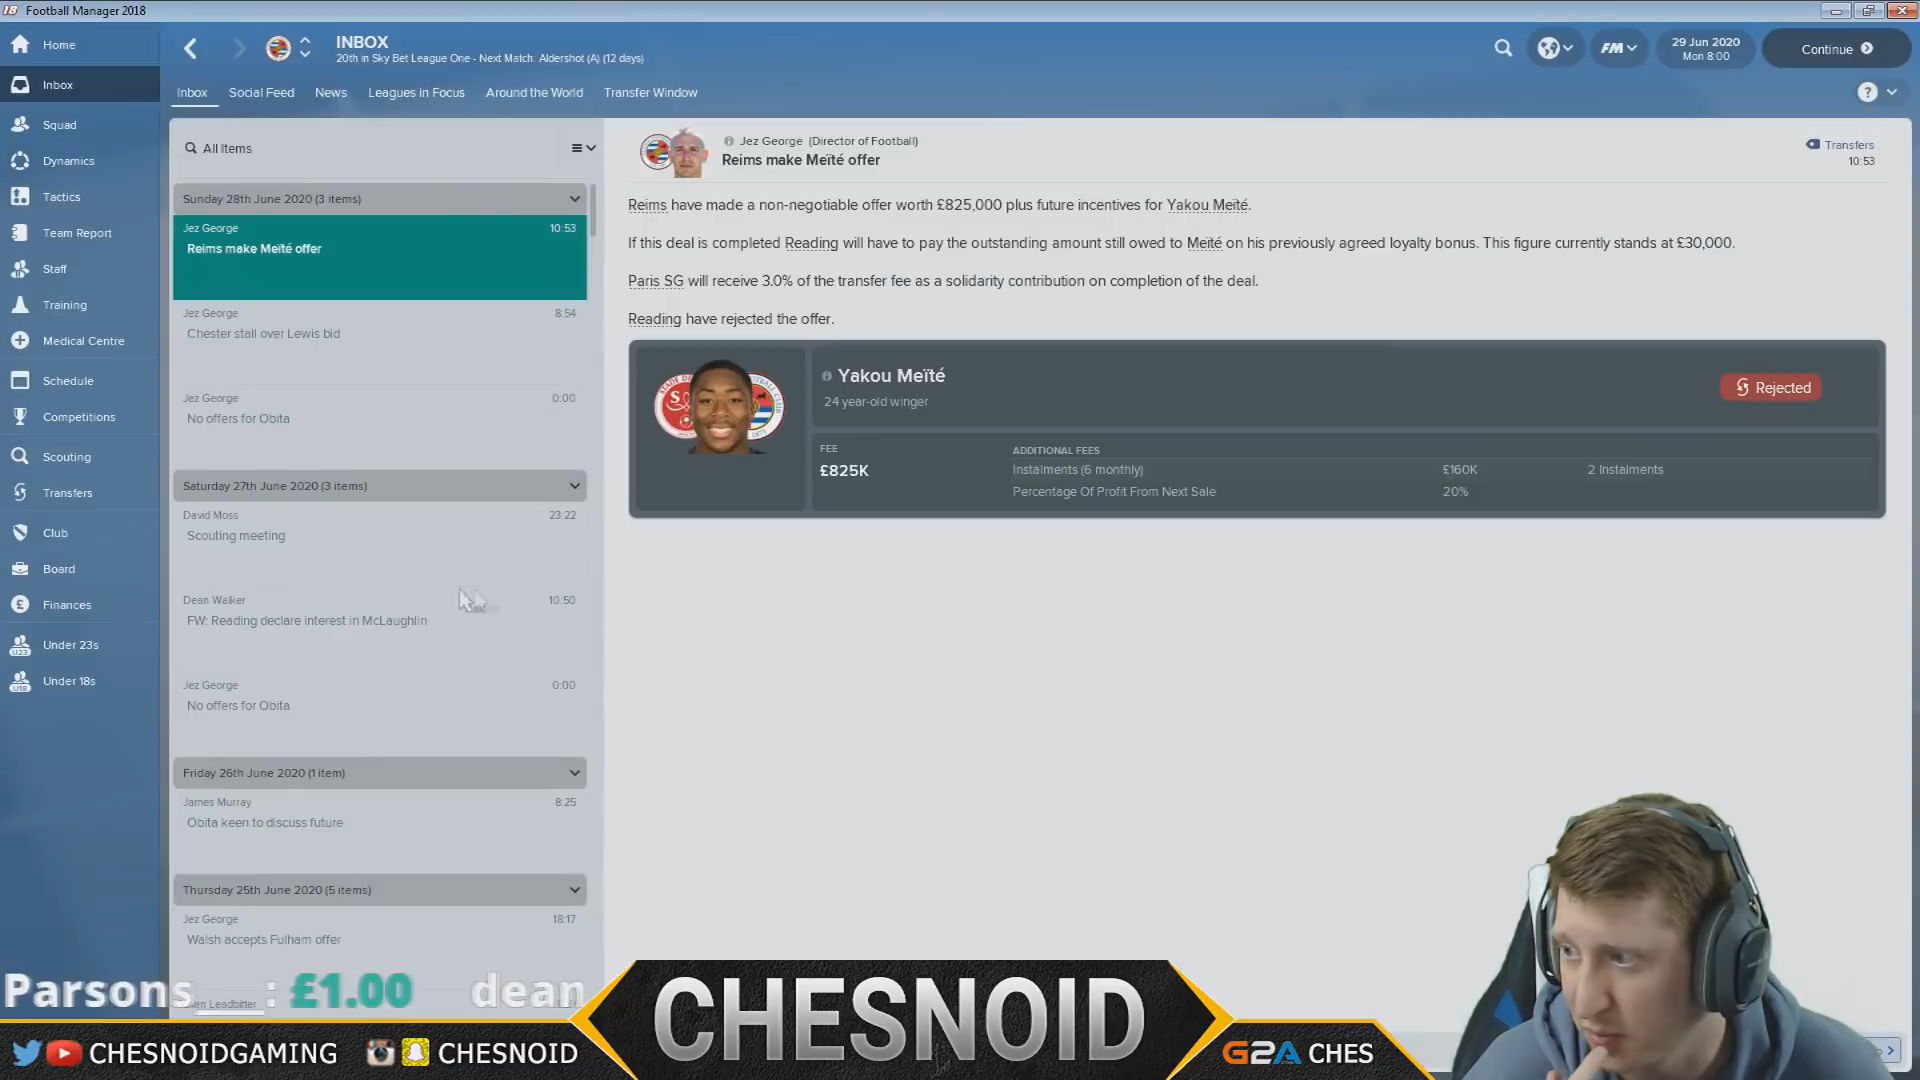 Football Manager 2018
Home
Inbox
Squad
Dynamics
Tactics
Team Report
Staff
Training
Medical Centre
Schedule
Competitions
Scouting
Transfers
Club
Board
Finances
Under 23s
Under 18s
INBOX
20th in Sky Bet League One - Next Match: Aldershot (A) (12 days)
FM
29 Jun 2020
Mon 8:00
Continue
Inbox Social Feed News Leagues in Focus Around the World Transfer Window
All Items
Sunday 28th June 2020 (3 items)
Jez George 10:53
Reims make Meïté offer
Jez George 8:54
Chester stall over Lewis bid
Jez George 0:00
No offers for Obita
Saturday 27th June 2020 (3 items)
David Moss 23:22
Scouting meeting
Dean Walker 10:50
FW: Reading declare interest in McLaughlin
Jez George 0:00
No offers for Obita
Friday 26th June 2020 (1 item)
James Murray 8:25
Obita keen to discuss future
Thursday 25th June 2020 (5 items)
Jez George 18:17
Walsh accepts Fulham offer
Leadbitter
Jez George (Director of Football)
Reims make Meïté offer
Transfers
10:53
Reims have made a non-negotiable offer worth £825,000 plus future incentives for Yakou Meïté.
If this deal is completed Reading will have to pay the outstanding amount still owed to Meïté on his previously agreed loyalty bonus. This figure currently stands at £30,000.
Paris SG will receive 3.0% of the transfer fee as a solidarity contribution on completion of the deal.
Reading have rejected the offer.
Yakou Meïté
24 year-old winger
Rejected
FEE
£825K
ADDITIONAL FEES
Instalments (6 monthly) £160K 2 Instalments
Percentage Of Profit From Next Sale 20%
Parsons : £1.00 dean
CHESNOIDGAMING CHESNOID
CHESNOID
G2A CHES